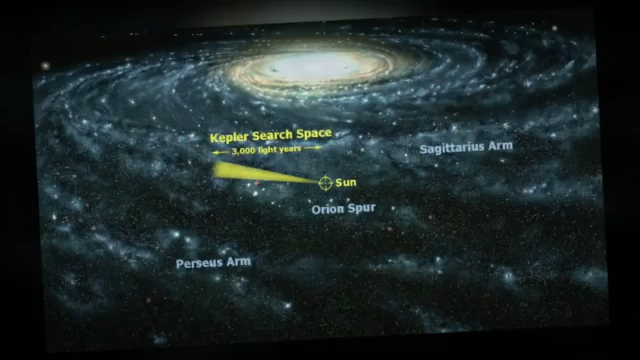 Kepler Search Space
3,000 light years
Sagittarius Arm
Sun
Orion Spur
Perseus Arm